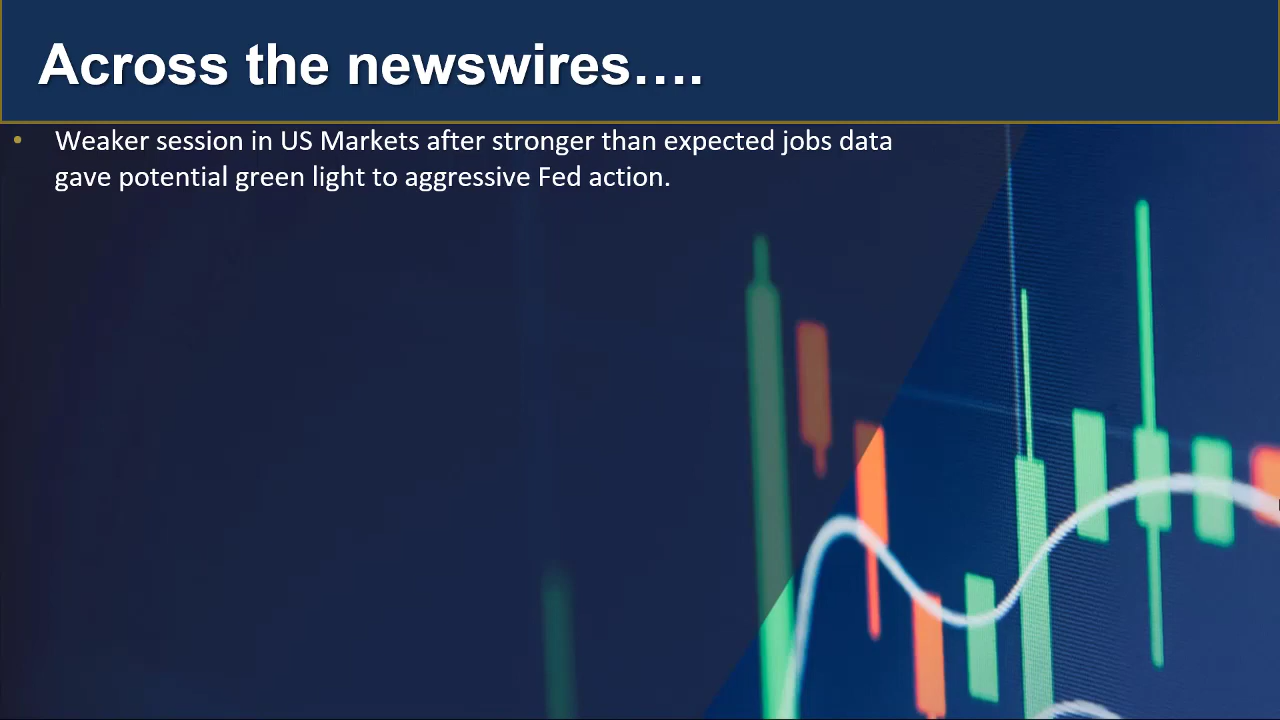 Across the newswires….
• Weaker session in US Markets after stronger than expected jobs data
gave potential green light to aggressive Fed action.